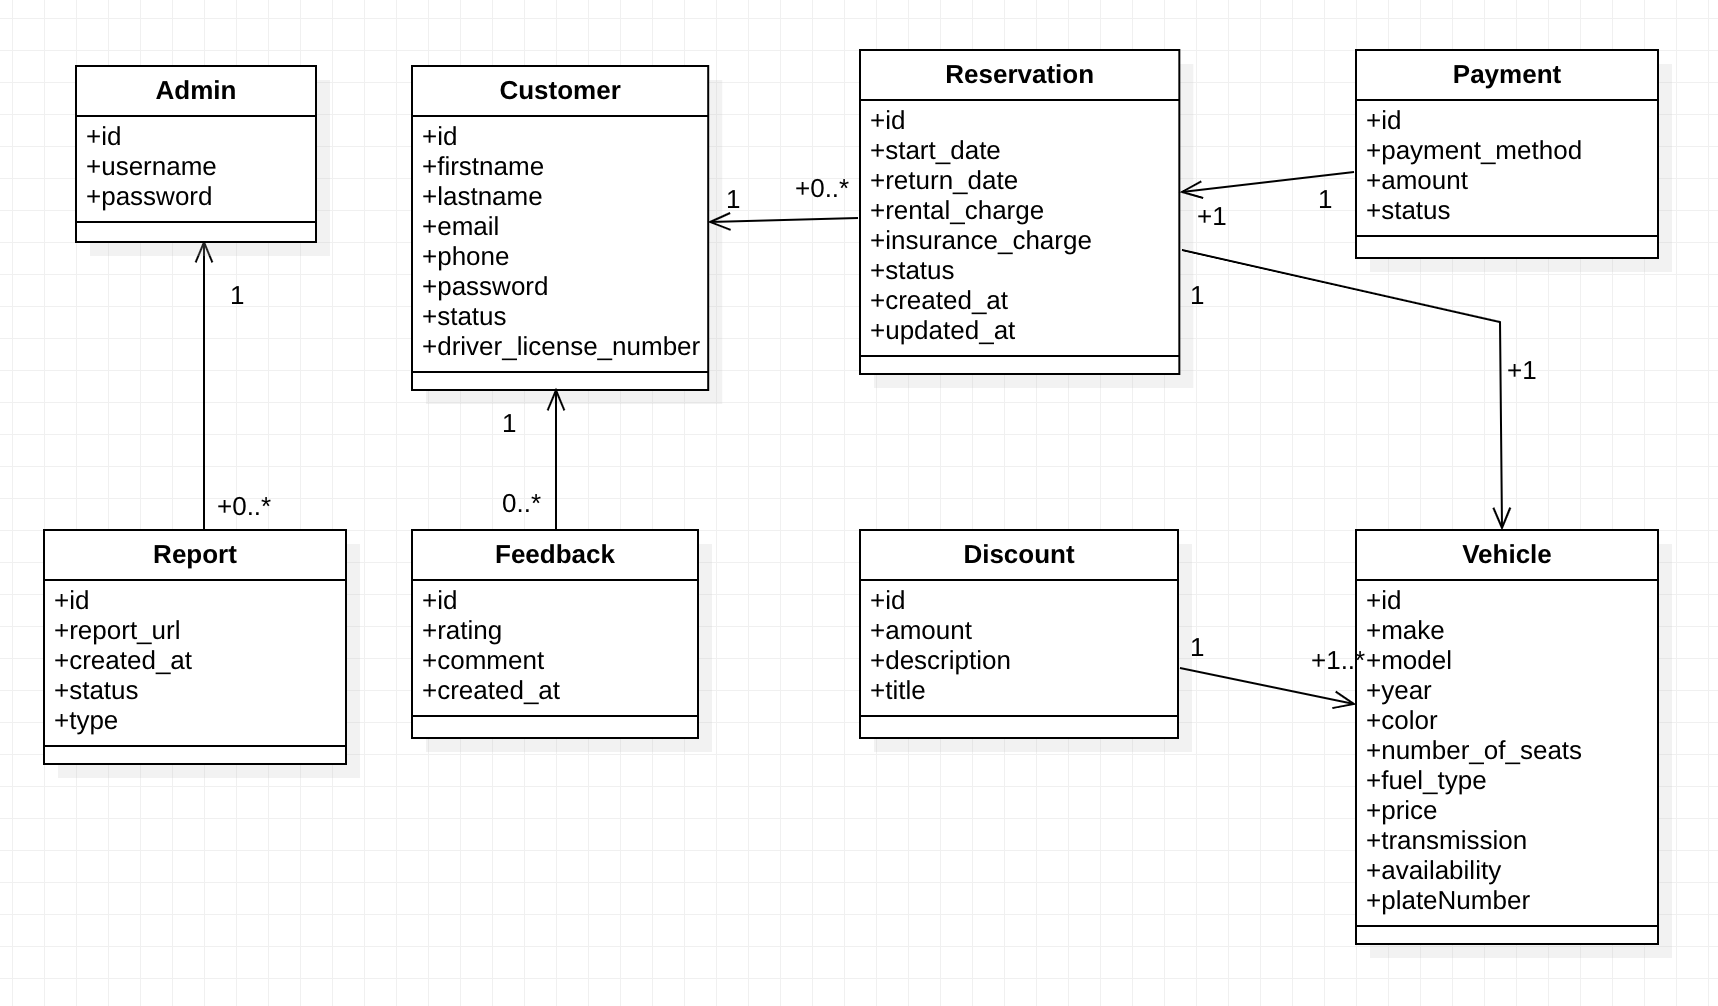 Admin
+id
+username
+password
1
+0..*
Customer
+id
+firstname
+lastname
+email
+phone
+password
+status
+driver_license_number
1
+0..*
1
0..*
Reservation
+id
+start_date
+return_date
+rental_charge
+insurance_charge
+status
+created_at
+updated_at
+1
1
1
+1
Payment
+id
+payment_method
+amount
+status
Report
+id
+report_url
+created_at
+status
+type
Feedback
+id
+rating
+comment
+created_at
Discount
+id
+amount
+description
+title
1
+1..*
Vehicle
+id
+make
+model
+year
+color
+number_of_seats
+fuel_type
+price
+transmission
+availability
+plateNumber